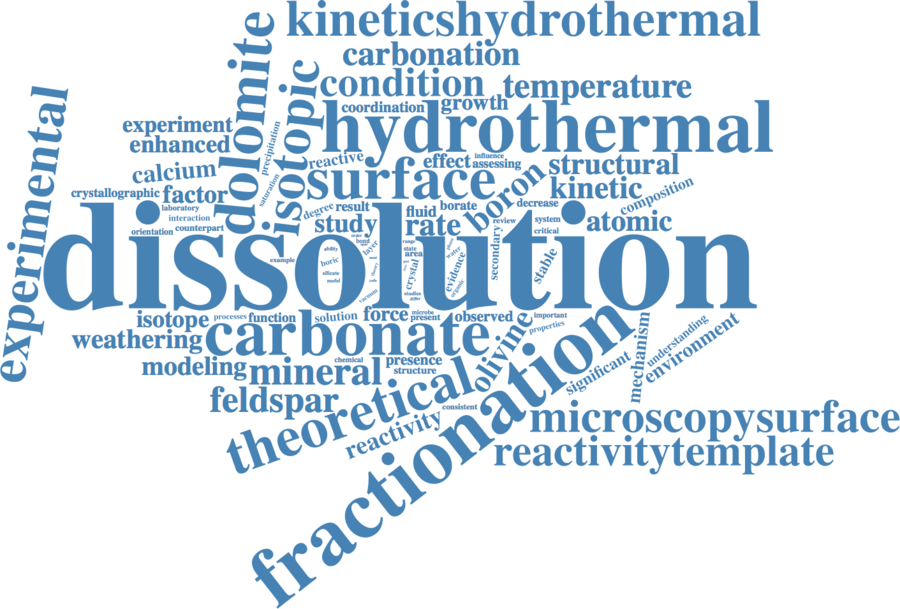 kineticshydrothermal
carbonation
condition
temperature
coordination
growth
hydrothermal
dolomite
isotopic
experimental
experiment
enhanced
precipitation
saturation
reactive
effect
influence
assessing
structural
calcium
crystallographic
factor
surface
boron
kinetic
composition
laboratory
interaction
orientation
counterpart
degree
result
study
fluid
borate
rate
decrease
review
system
critical
atomic
dissolution
example
ability
bond
layer
boric
silicate
model
vacuum
range
state
area
crystal
studies
water
evidence
organic
secondary
stable
isotope
processes
function
solution
force
microbe
present
observed
important
properties
weathering
carbonate
olivine
mechanism
understanding
environment
modeling
mineral
chemical
presence
structure
significant
feldspar
theoretical
reactivity
consistent
fractionation
microscopysurface
reactivitytemplate